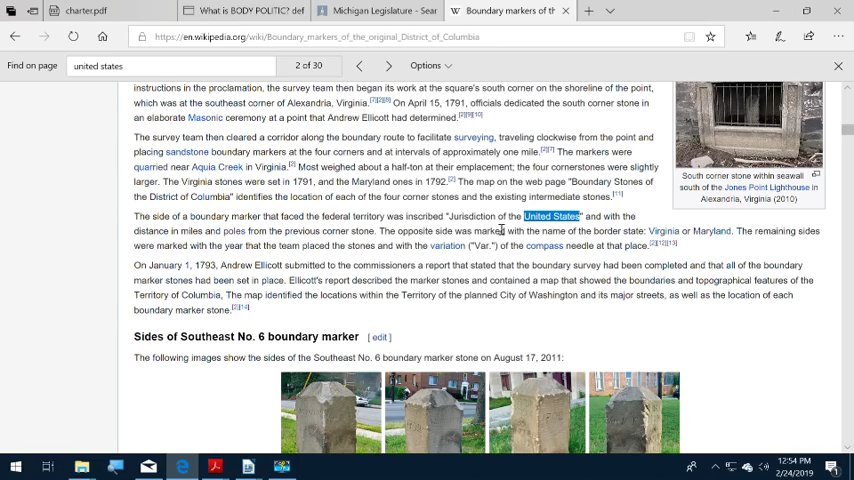 charter.pdf
What is BODY POLITIC? def
Michigan Legislature - Sear
W Boundary markers of th
https://en.wikipedia.org/wiki/Boundary_markers_of_the_original_District_of_Columbia
Find on page
united states
2 of 30
Options
instructions in the proclamation, the survey team then began its work at the square's south corner on the shoreline of the point,
which was at the southeast corner of Alexandria, Virginia.[7][2][8] On April 15, 1791, officials dedicated the south corner stone in
an elaborate Masonic ceremony at a point that Andrew Ellicott had determined.[2][9][10]
The survey team then cleared a corridor along the boundary route to facilitate surveying, traveling clockwise from the point and
placing sandstone boundary markers at the four corners and at intervals of approximately one mile.[2][7] The markers were
quarried near Aquia Creek in Virginia.[2] Most weighed about a half-ton at their emplacement; the four cornerstones were slightly
larger. The Virginia stones were set in 1791, and the Maryland ones in 1792.[2] The map on the web page "Boundary Stones of
the District of Columbia" identifies the location of each of the four corner stones and the existing intermediate stones.[11]
South corner stone within seawall
south of the Jones Point Lighthouse in
Alexandria, Virginia (2010)
The side of a boundary marker that faced the federal territory was inscribed "Jurisdiction of the United States" and with the
distance in miles and poles from the previous corner stone. The opposite side was marked with the name of the border state: Virginia or Maryland. The remaining sides
were marked with the year that the team placed the stones and with the variation ("Var.") of the compass needle at that place.[2][12][13]
On January 1, 1793, Andrew Ellicott submitted to the commissioners a report that stated that the boundary survey had been completed and that all of the boundary
marker stones had been set in place. Ellicott's report described the marker stones and contained a map that showed the boundaries and topographical features of the
Territory of Columbia, The map identified the locations within the Territory of the planned City of Washington and its major streets, as well as the location of each
boundary marker stone.[2][14]
Sides of Southeast No. 6 boundary marker [ edit ]
The following images show the sides of the Southeast No. 6 boundary marker stone on August 17, 2011:
12:54 PM
2/24/2019